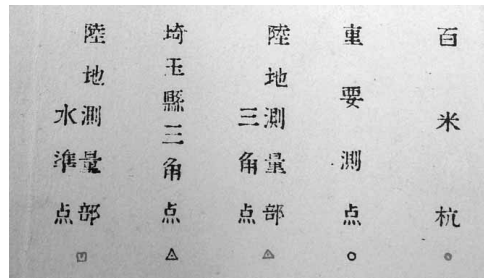 百米杭
重要測点
陸地測量部
三角点
埼玉縣三角点
陸地測量部
水準点